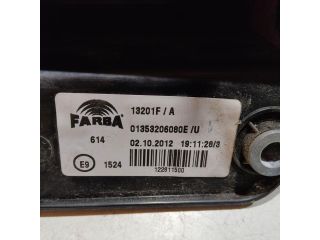 FARBA
13201F / A
01353206080E /U
614
02.10.2012 19:11:26/3
E9 1524
122811500